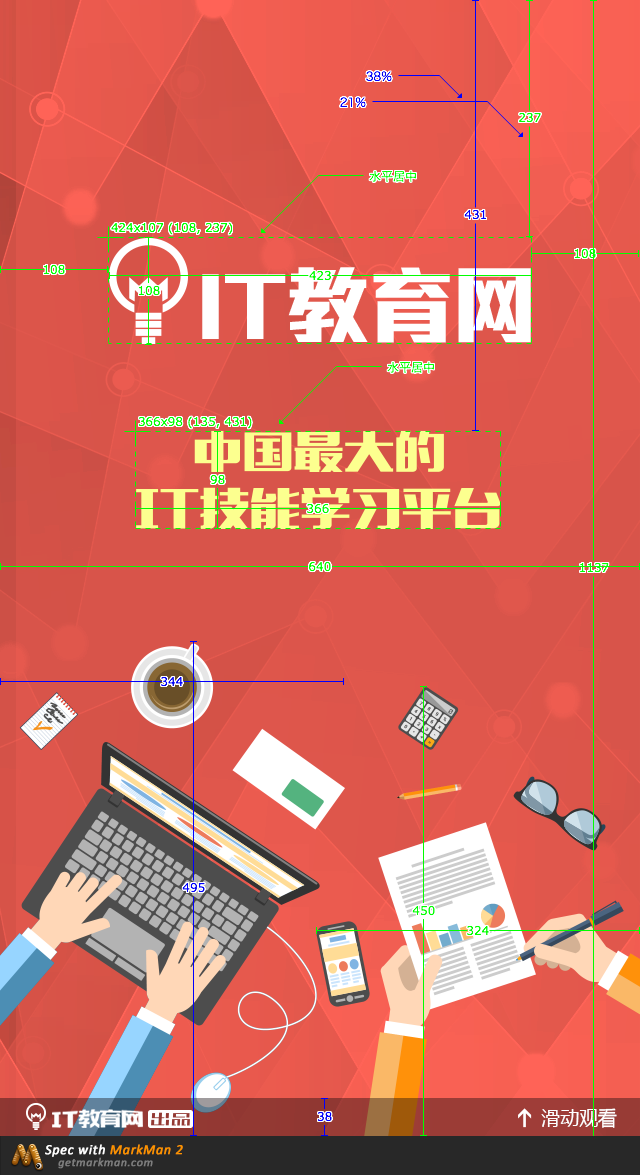 38%
21%
237
水平居中
431
424x107 (108, 237)
108
108
423
108
IT教育网
水平居中
366x98 (135, 431)
中国最大的
98
IT技能学习平台
366
640
1137
344
495
450
324
IT教育网 出品
38
滑动观看
Spec with MarkMan 2
getmarkman.com